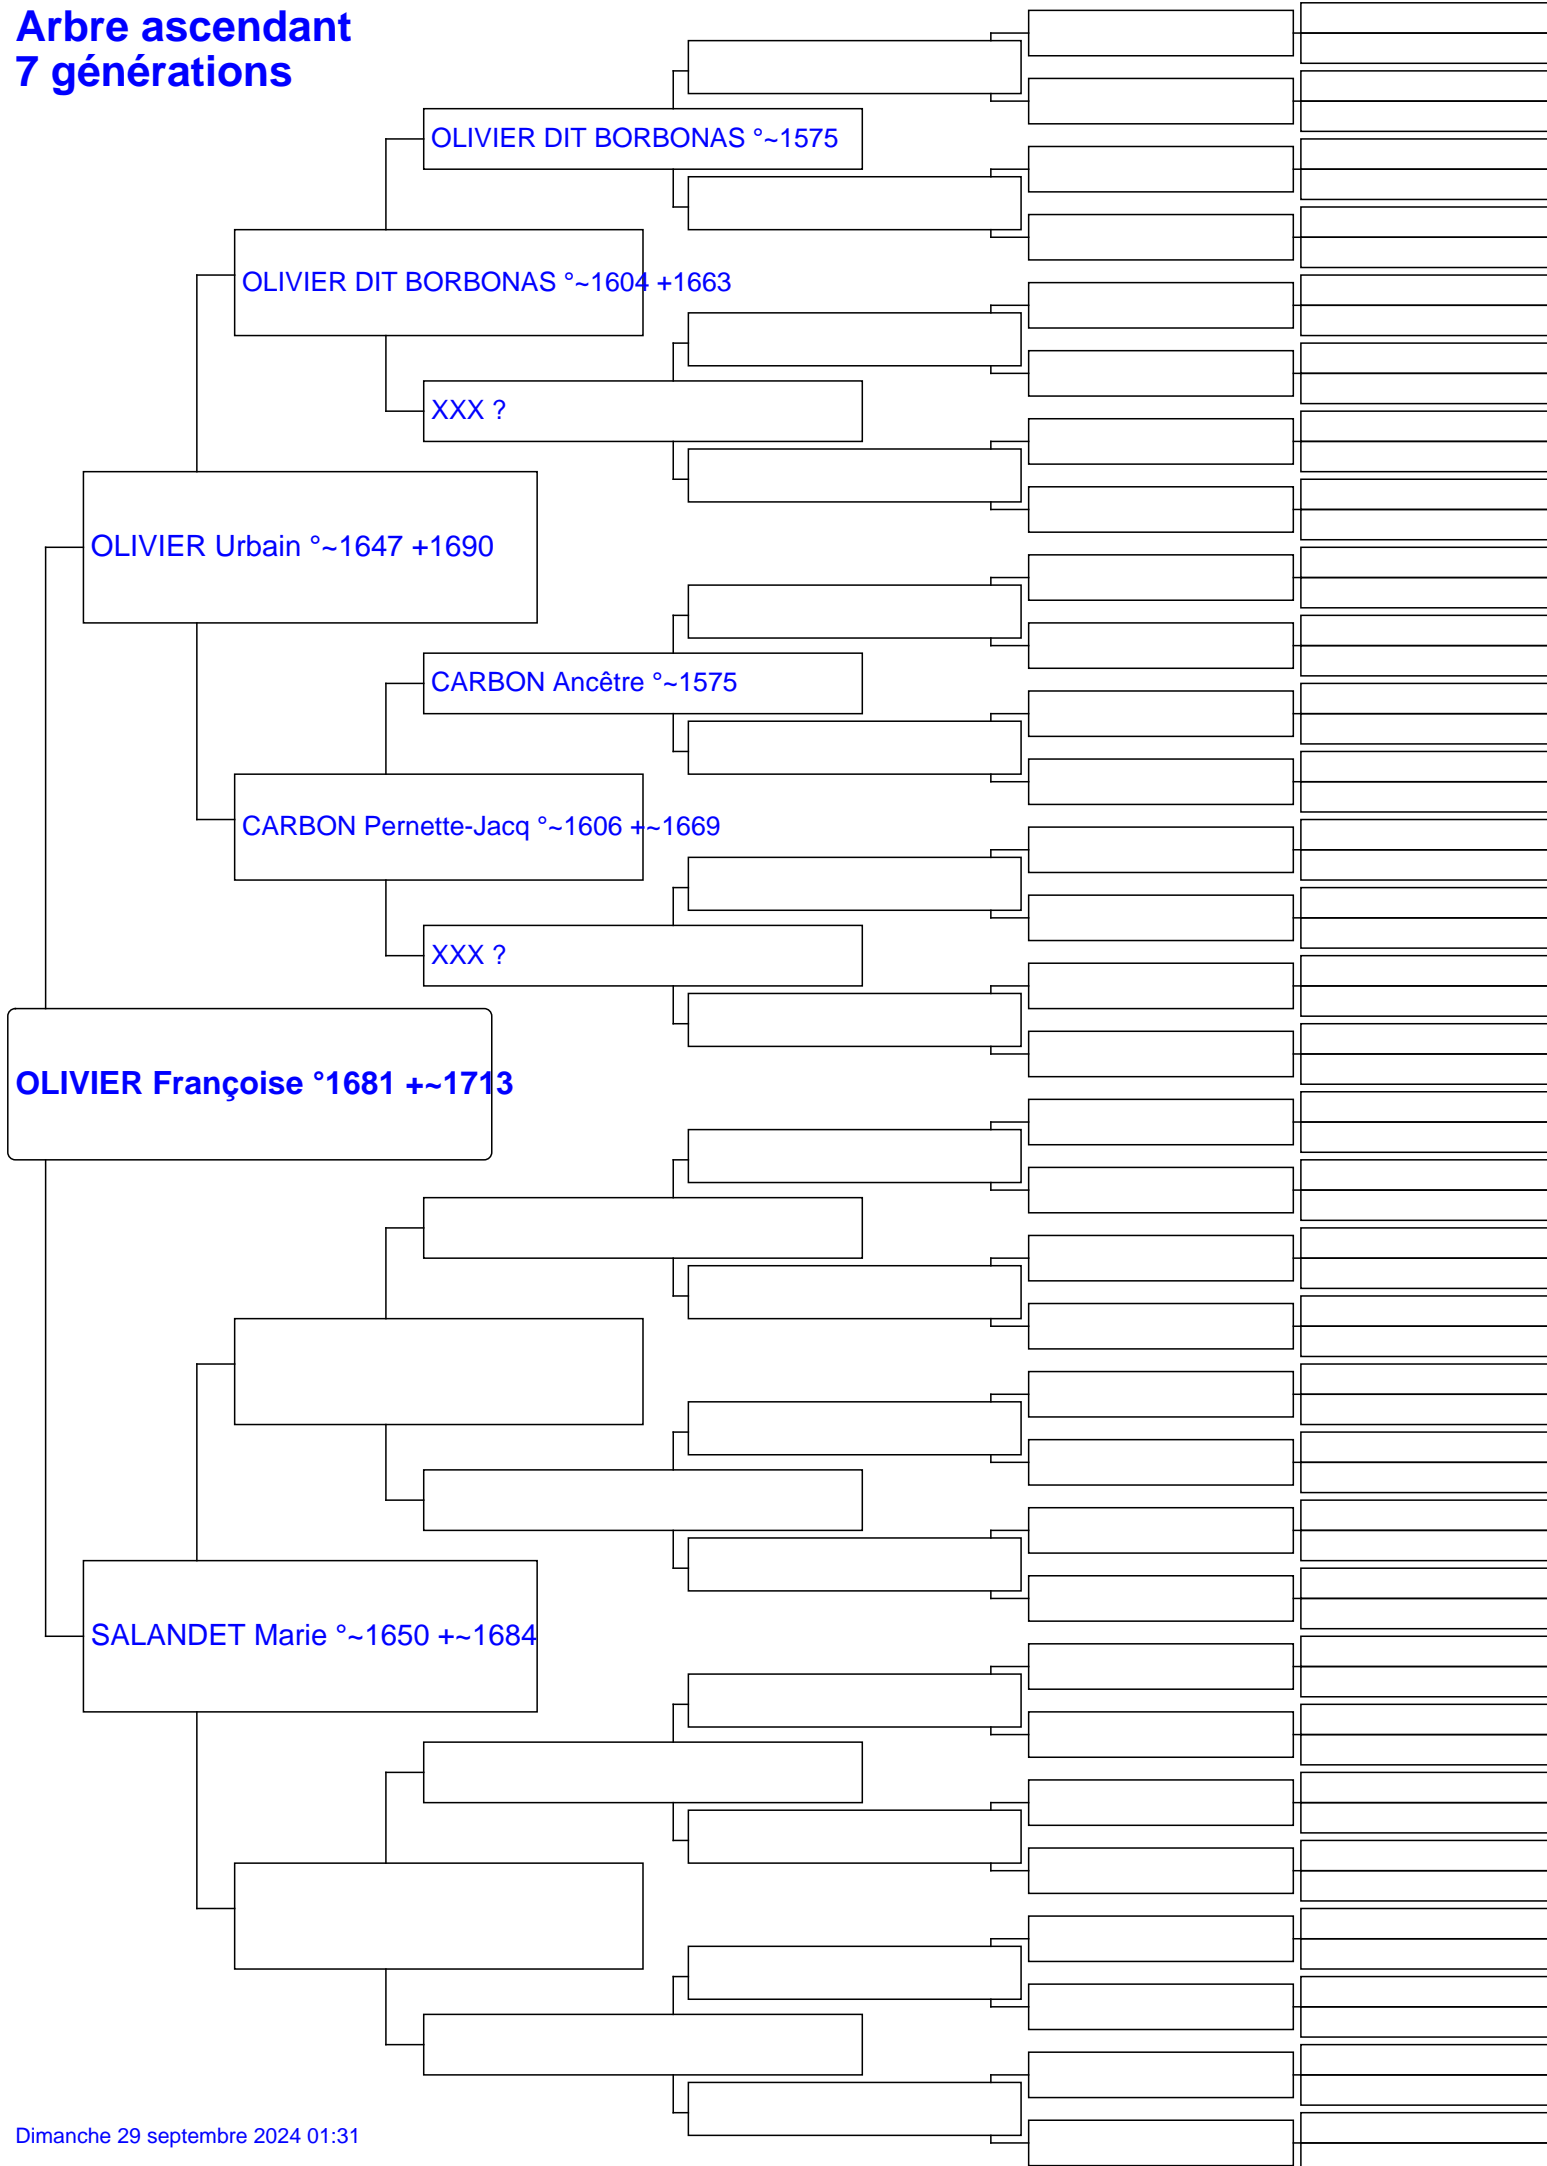 Arbre ascendant
7 générations
OLIVIER DIT BORBONAS °~1575
OLIVIER DIT BORBONAS °~1604 +1663
XXX ?
OLIVIER Urbain °~1647 +1690
CARBON Ancêtre °~1575
CARBON Pernette-Jacq °~1606 +~1669
XXX ?
OLIVIER Françoise °1681 +~1713
SALANDET Marie °~1650 +~1684
Dimanche 29 septembre 2024 01:31